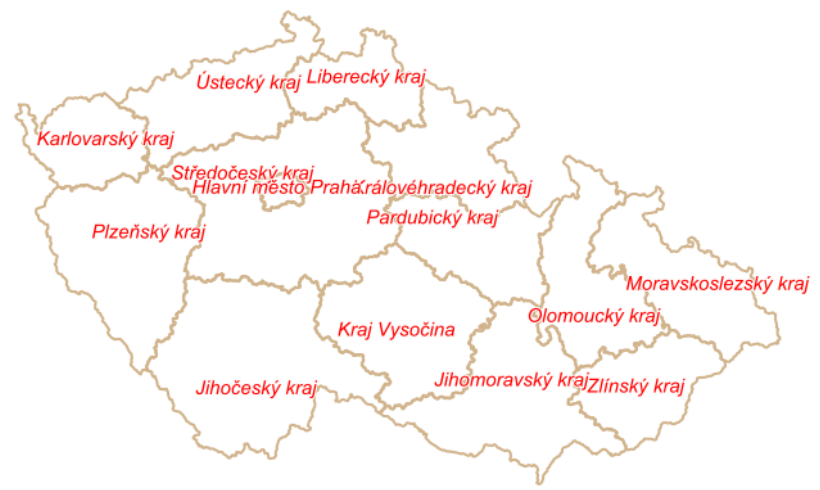 Liberecký kraj
Ústecký kraj
Karlovarský kraj
Středočeský kraj
Hlavní město Praha
Královéhradecký kraj
Pardubický kraj
Plzeňský kraj
Moravskoslezský kraj
Olomoucký kraj
Kraj Vysočina
Jihomoravský kraj
Zlínský kraj
Jihočeský kraj